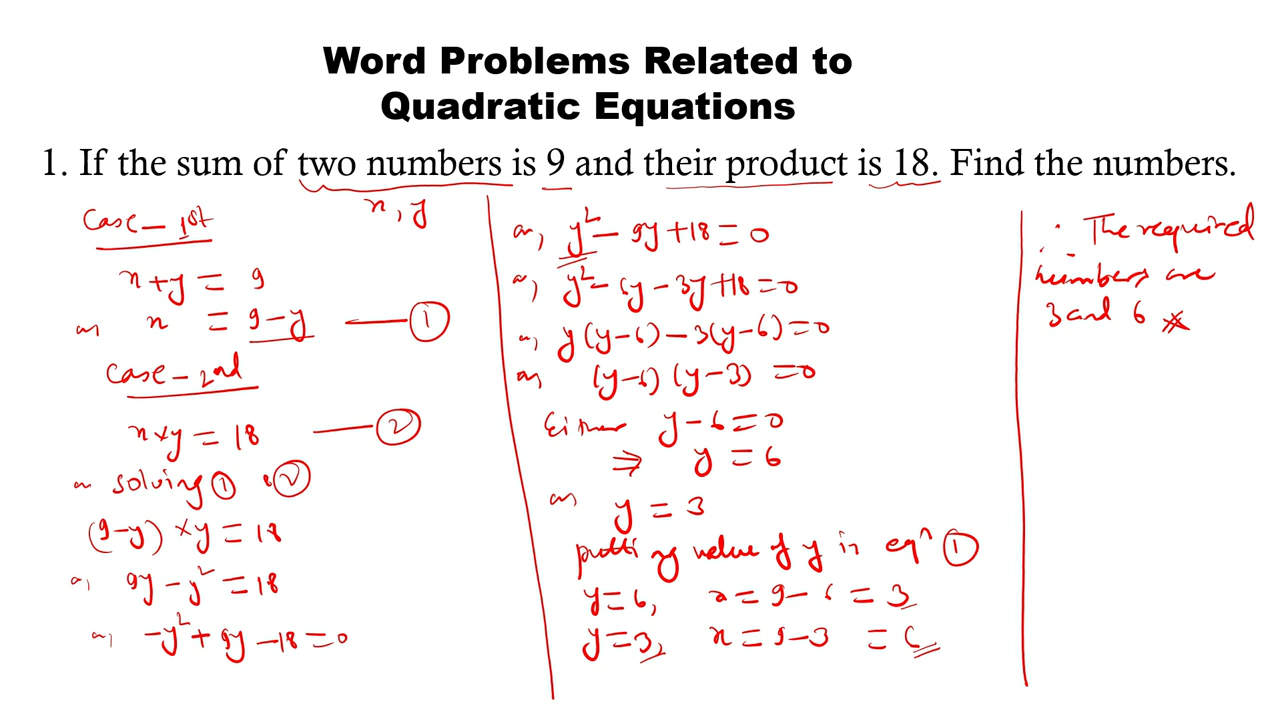 Word Problems Related to
Quadratic Equations
1. If the sum of two numbers is 9 and their product is 18. Find the numbers.
x, y
Case - 1st
x + y = 9
or x = 9 - y — ①
Case - 2nd
x × y = 18 — ②
solving ① & ②
(9-y) × y = 18
or, 9y - y² = 18
or, -y² + 9y - 18 = 0
or, y² - 9y + 18 = 0
or, y² - 6y - 3y + 18 = 0
or, y(y-6) - 3(y-6) = 0
or (y-6) (y-3) = 0
Either y - 6 = 0
⇒ y = 6
or y = 3
putting value of y in eqⁿ ①
y = 6, x = 9 - 6 = 3
y = 3, x = 9 - 3 = 6
∴ The required
numbers are
3 and 6